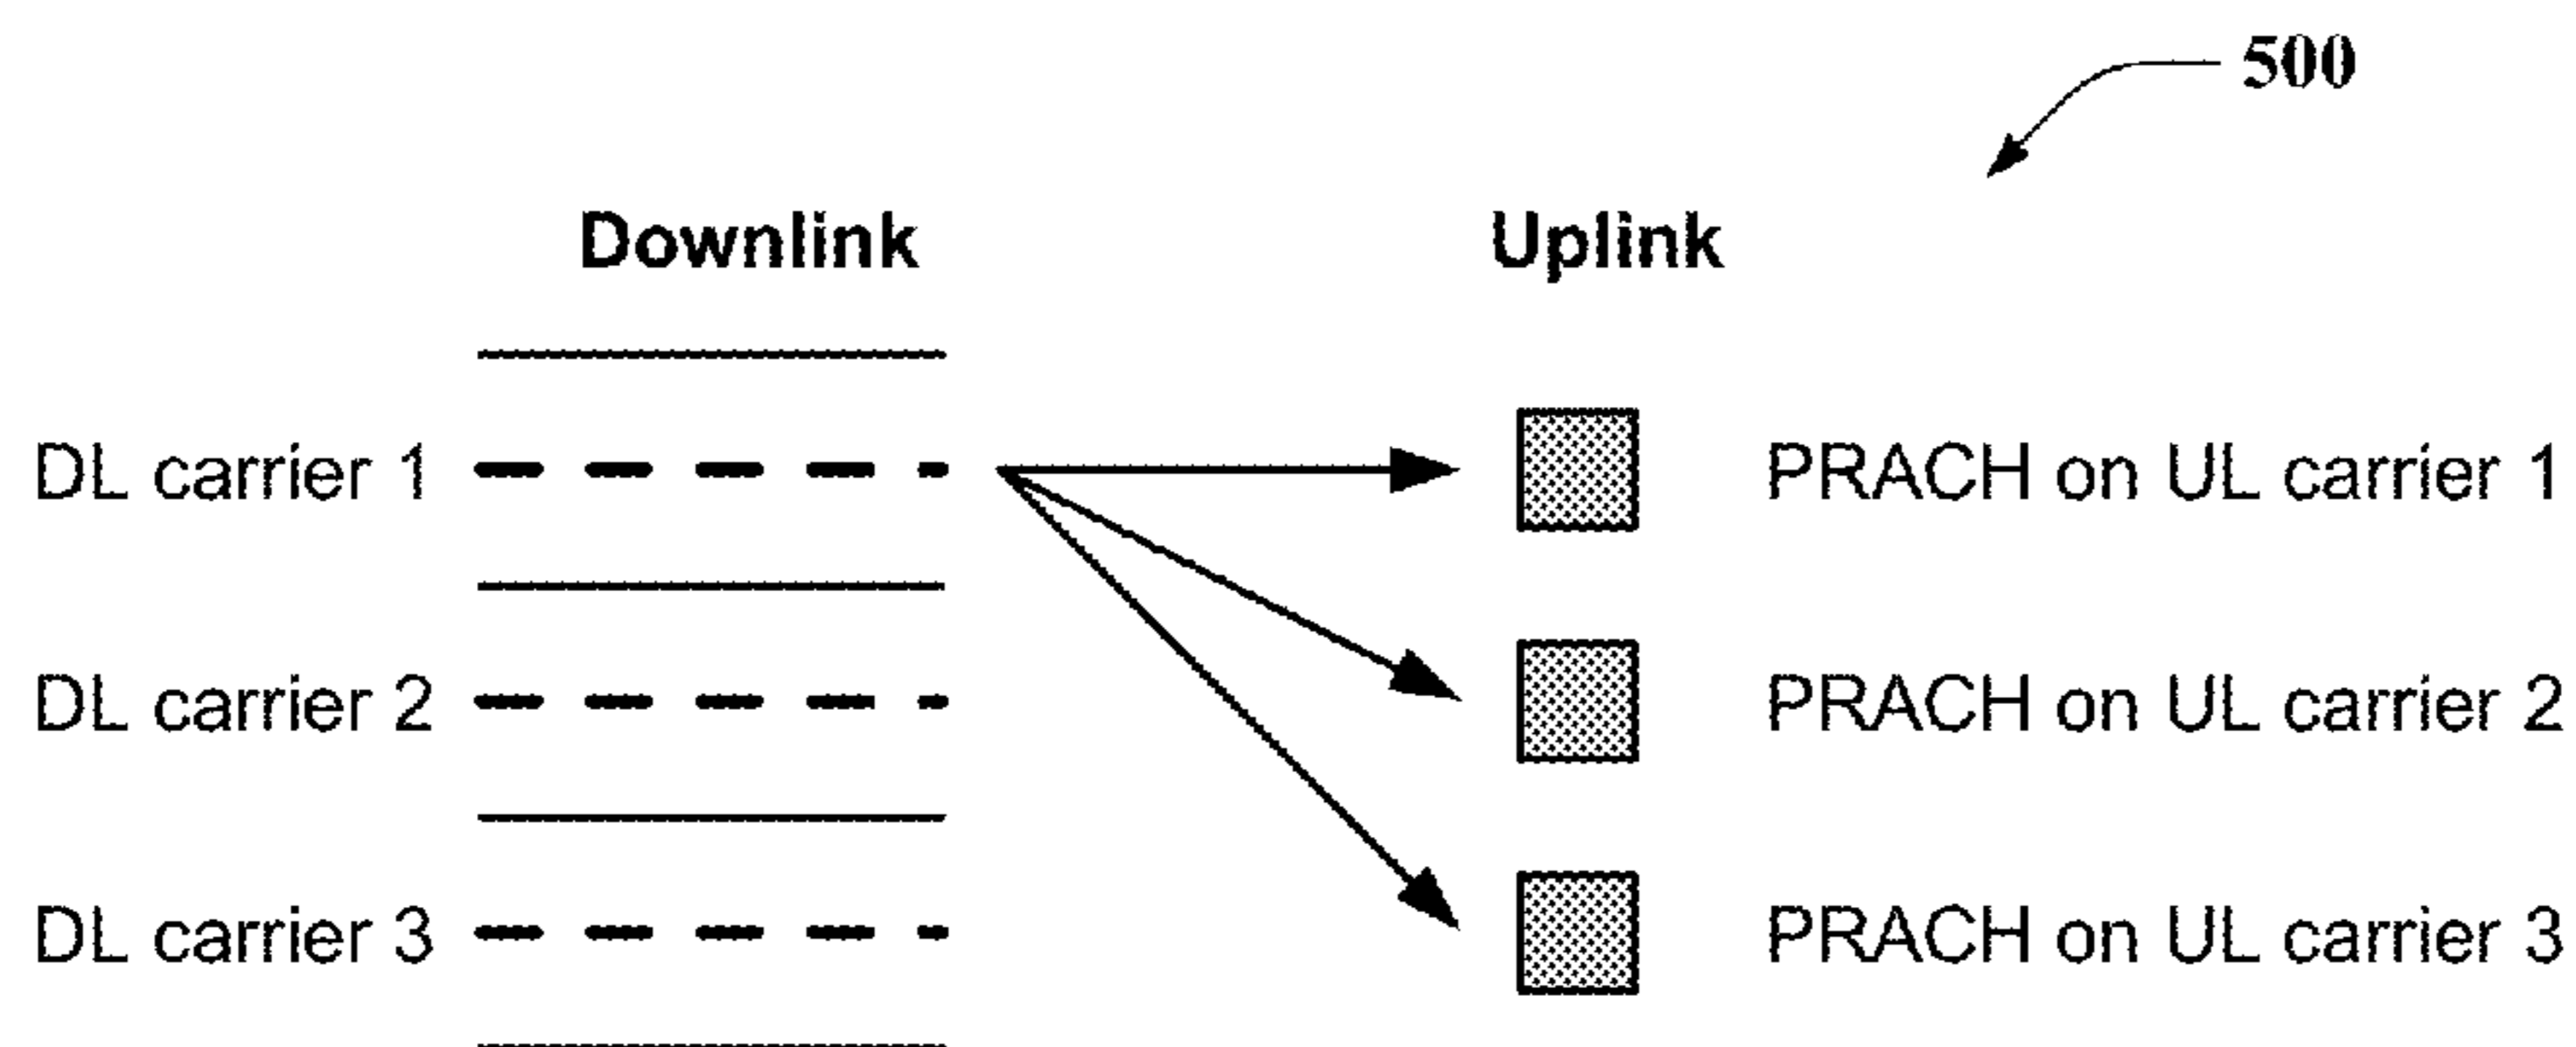 500
Downlink Uplink
DL carrier 1 PRACH on UL carrier 1
DL carrier 2 PRACH on UL carrier 2
DL carrier 3 PRACH on UL carrier 3